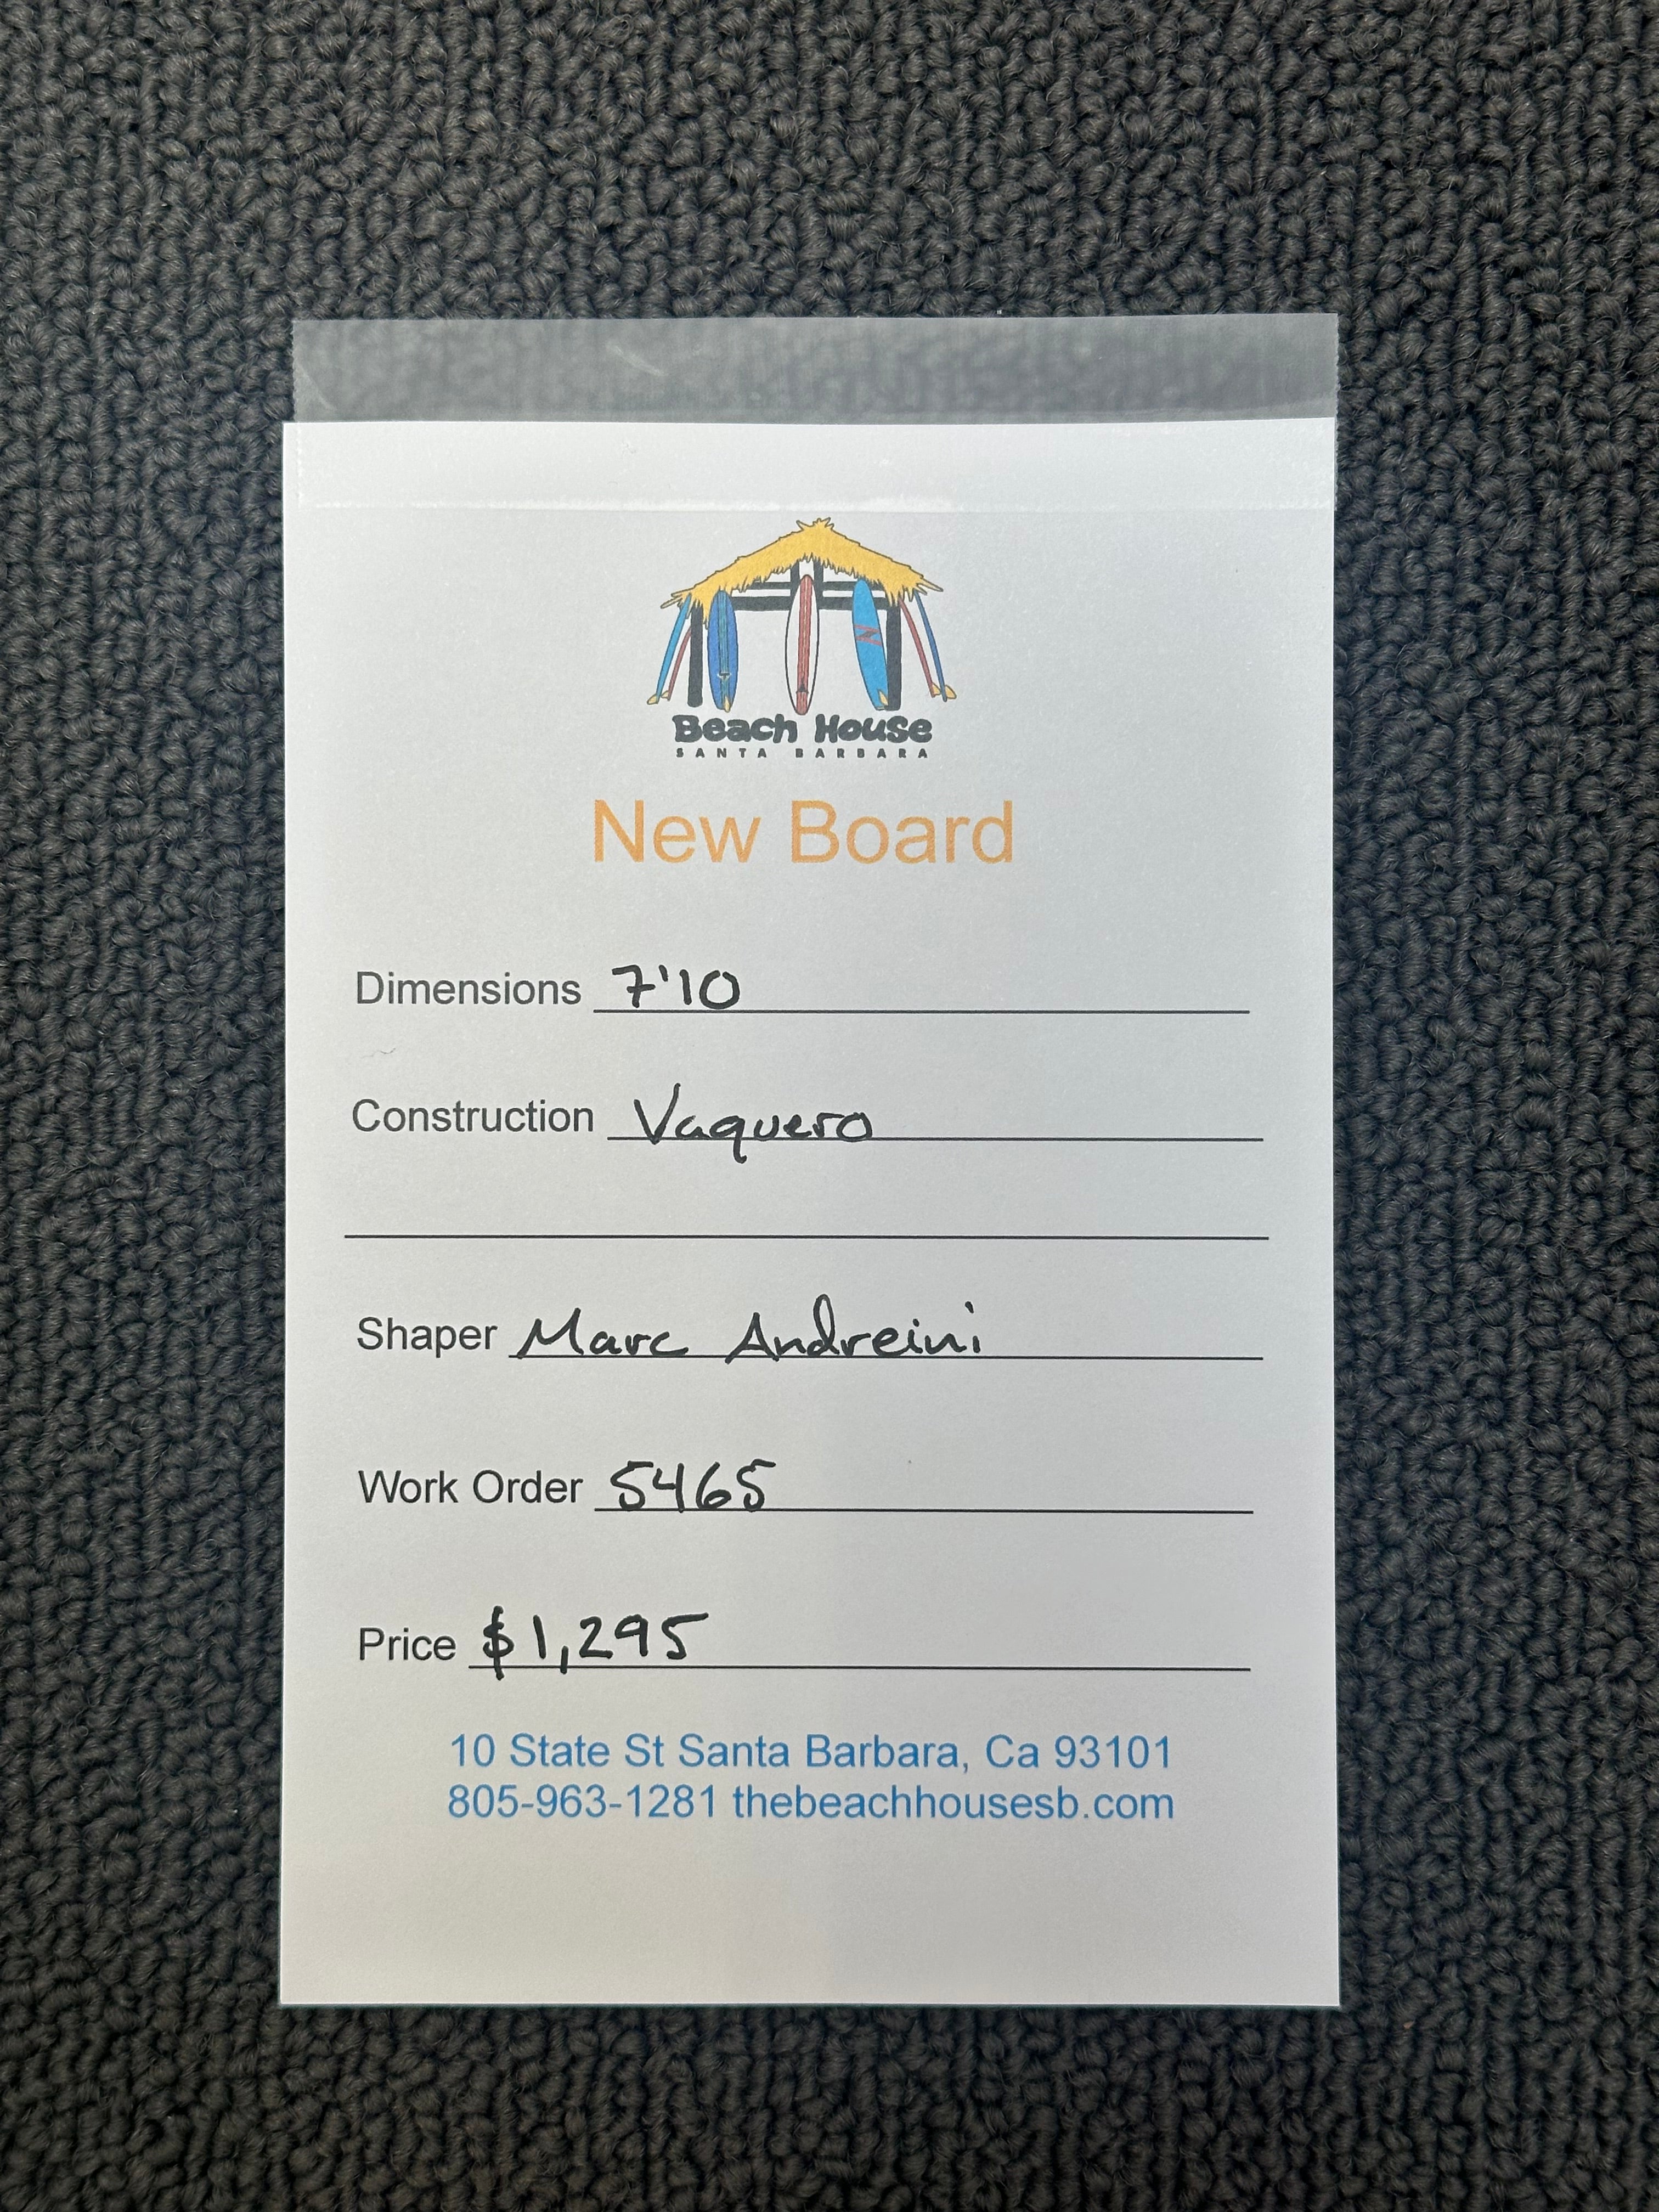 Beach House
SANTA BARBARA
New Board
Dimensions 7'10
Construction Vaquero
Shaper Marc Andreini
Work Order 5465
Price $1,295
10 State St Santa Barbara, Ca 93101
805-963-1281 thebeachhousesb.com